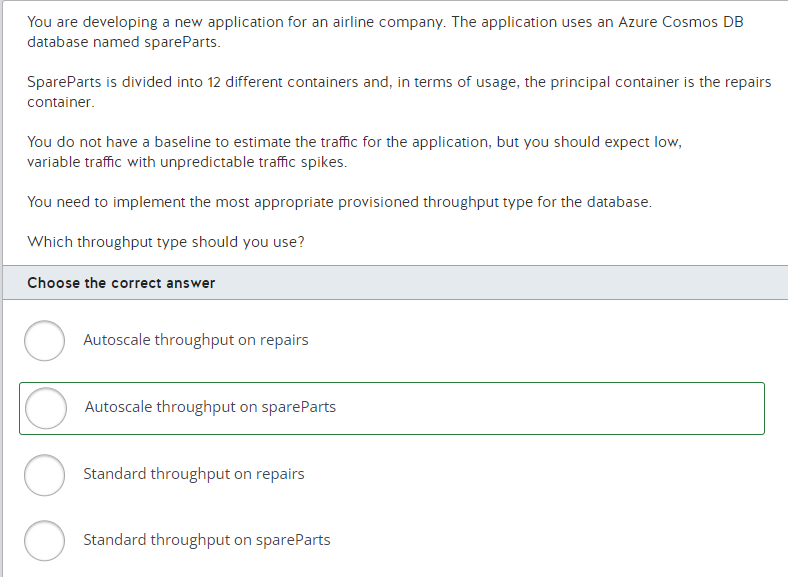 You are developing a new application for an airline company. The application uses an Azure Cosmos DB
database named spareParts.
SpareParts is divided into 12 different containers and, in terms of usage, the principal container is the repairs
container.
You do not have a baseline to estimate the traffic for the application, but you should expect low,
variable traffic with unpredictable traffic spikes.
You need to implement the most appropriate provisioned throughput type for the database.
Which throughput type should you use?
Choose the correct answer
Autoscale throughput on repairs
Autoscale throughput on spareParts
Standard throughput on repairs
Standard throughput on spareParts